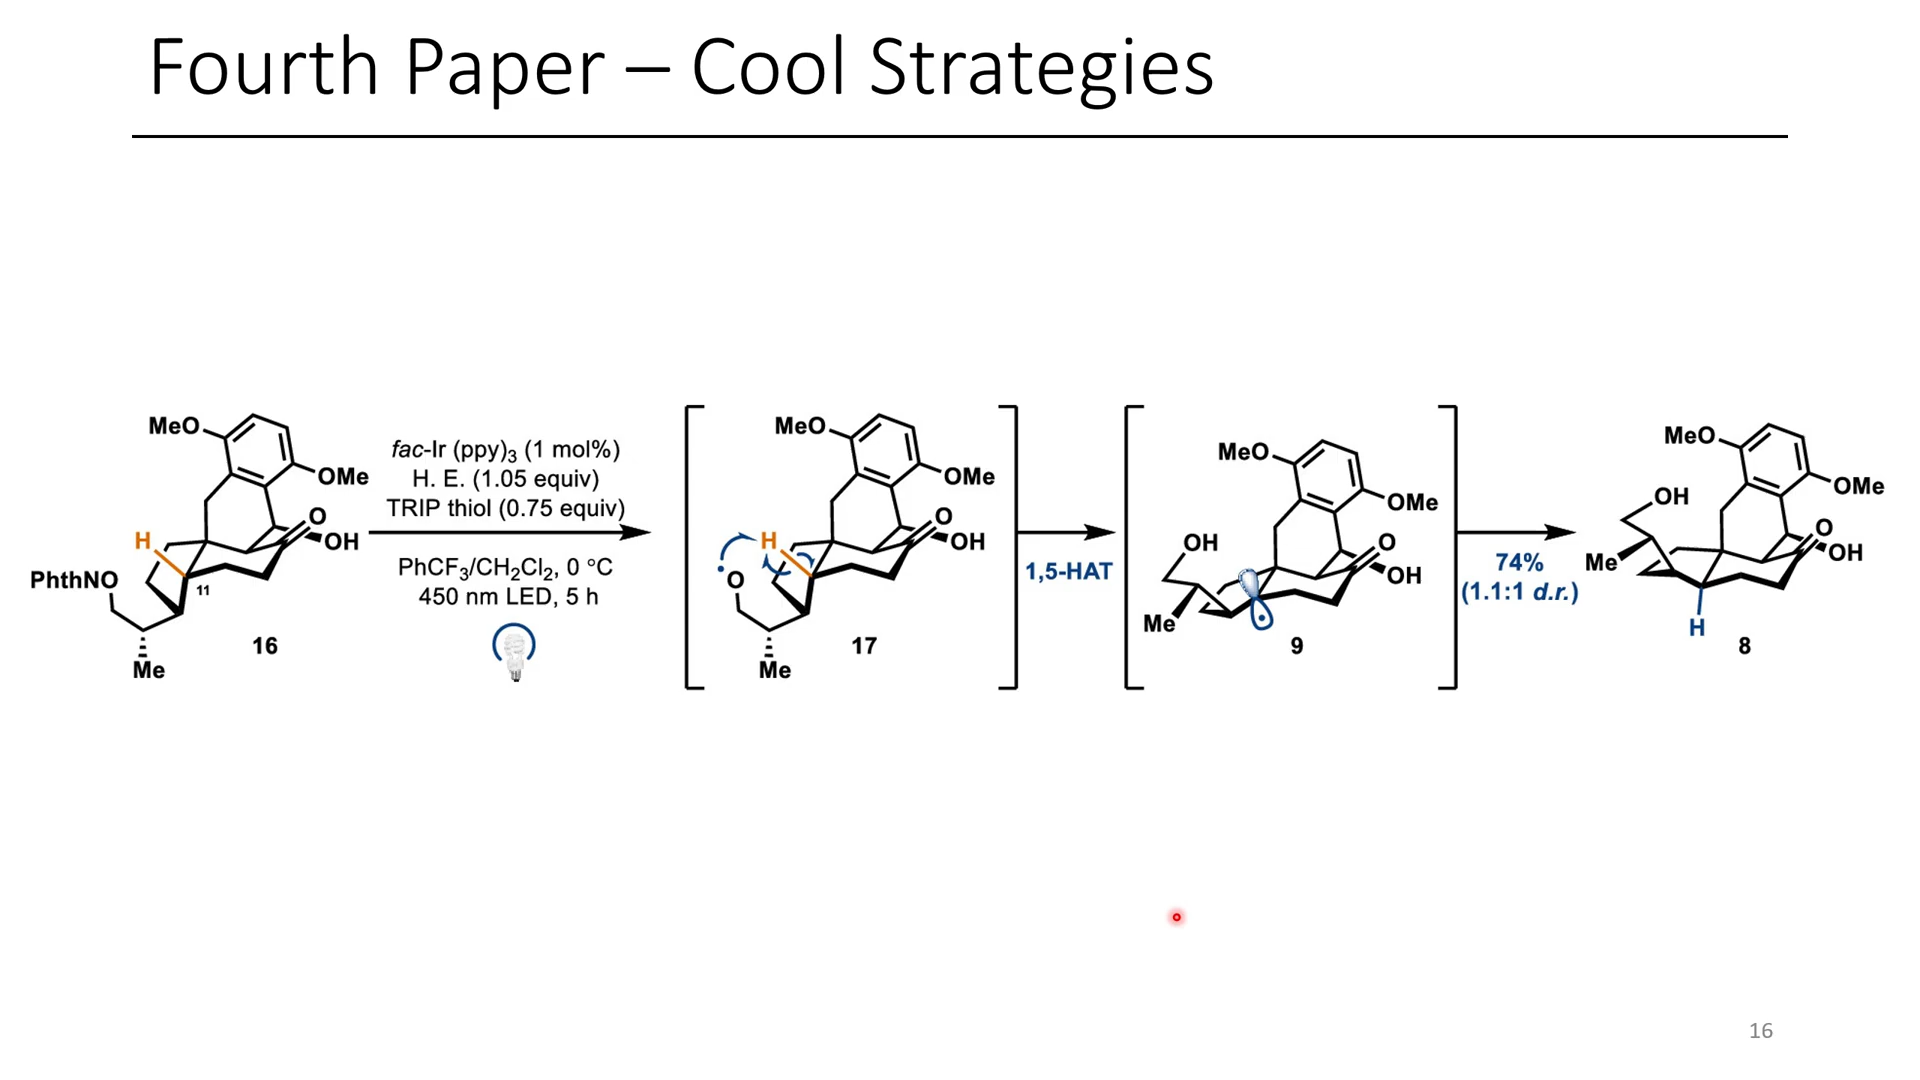 Fourth Paper – Cool Strategies
MeO
OMe
O
OH
H
PhthNO
11
Me
16
fac-Ir (ppy)₃ (1 mol%)
H. E. (1.05 equiv)
TRIP thiol (0.75 equiv)
PhCF₃/CH₂Cl₂, 0 °C
450 nm LED, 5 h
MeO
OMe
O
OH
H
O
Me
17
1,5-HAT
MeO
OMe
O
OH
OH
Me
9
74%
(1.1:1 d.r.)
MeO
OMe
OH
O
OH
Me
H
8
16